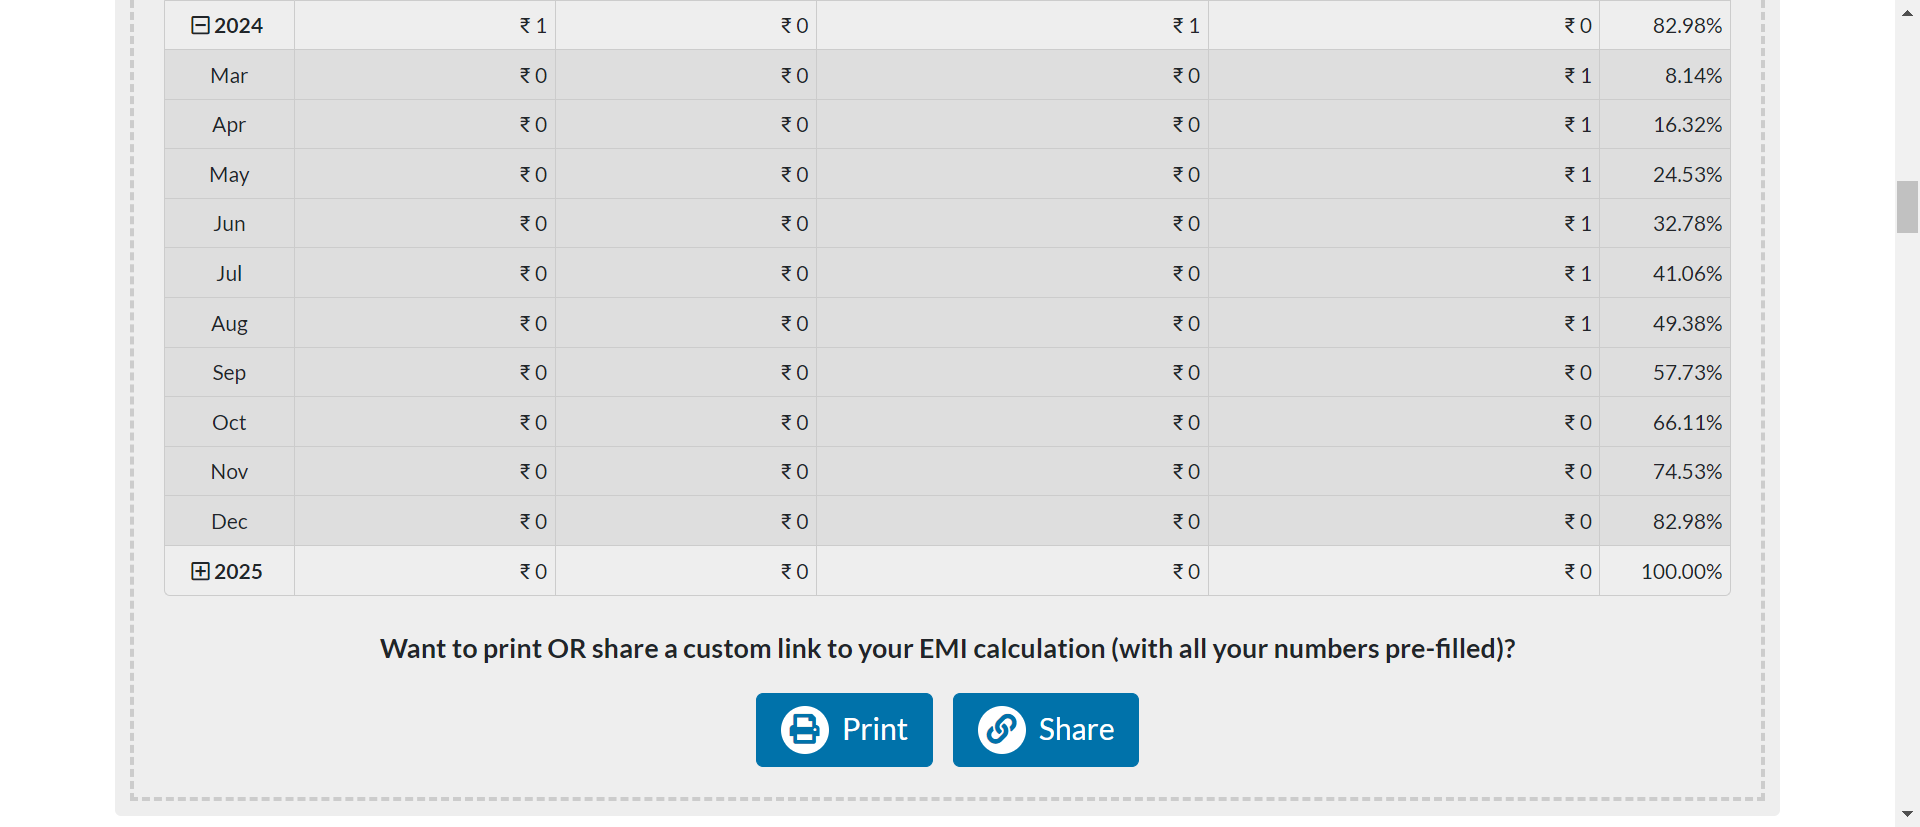 2024 ₹ 1 ₹ 0 ₹ 1 ₹ 0 82.98%
Mar ₹ 0 ₹ 0 ₹ 0 ₹ 1 8.14%
Apr ₹ 0 ₹ 0 ₹ 0 ₹ 1 16.32%
May ₹ 0 ₹ 0 ₹ 0 ₹ 1 24.53%
Jun ₹ 0 ₹ 0 ₹ 0 ₹ 1 32.78%
Jul ₹ 0 ₹ 0 ₹ 0 ₹ 1 41.06%
Aug ₹ 0 ₹ 0 ₹ 0 ₹ 1 49.38%
Sep ₹ 0 ₹ 0 ₹ 0 ₹ 0 57.73%
Oct ₹ 0 ₹ 0 ₹ 0 ₹ 0 66.11%
Nov ₹ 0 ₹ 0 ₹ 0 ₹ 0 74.53%
Dec ₹ 0 ₹ 0 ₹ 0 ₹ 0 82.98%
2025 ₹ 0 ₹ 0 ₹ 0 ₹ 0 100.00%
Want to print OR share a custom link to your EMI calculation (with all your numbers pre-filled)?
Print Share